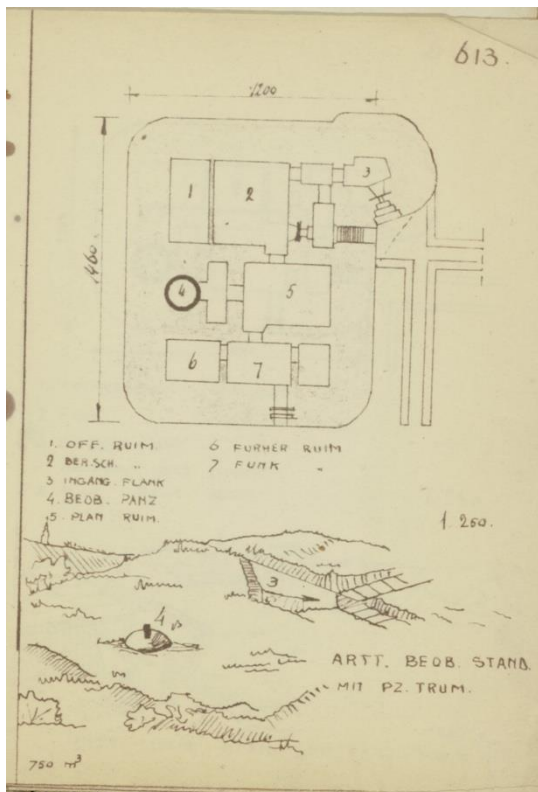 613.
1200
1460
1
2
3
4
5
6
7
1. OFF. RUIM.
2 BER.SCH. "
3 INGANG. FLANK
4. BEOB. PANZ
5. PLAN RUIM.
6 FURHER RUIM
7 FUNK "
1. 250.
3
4
ARTT. BEOB. STAND.
MIT PZ. TRUM.
750 m³